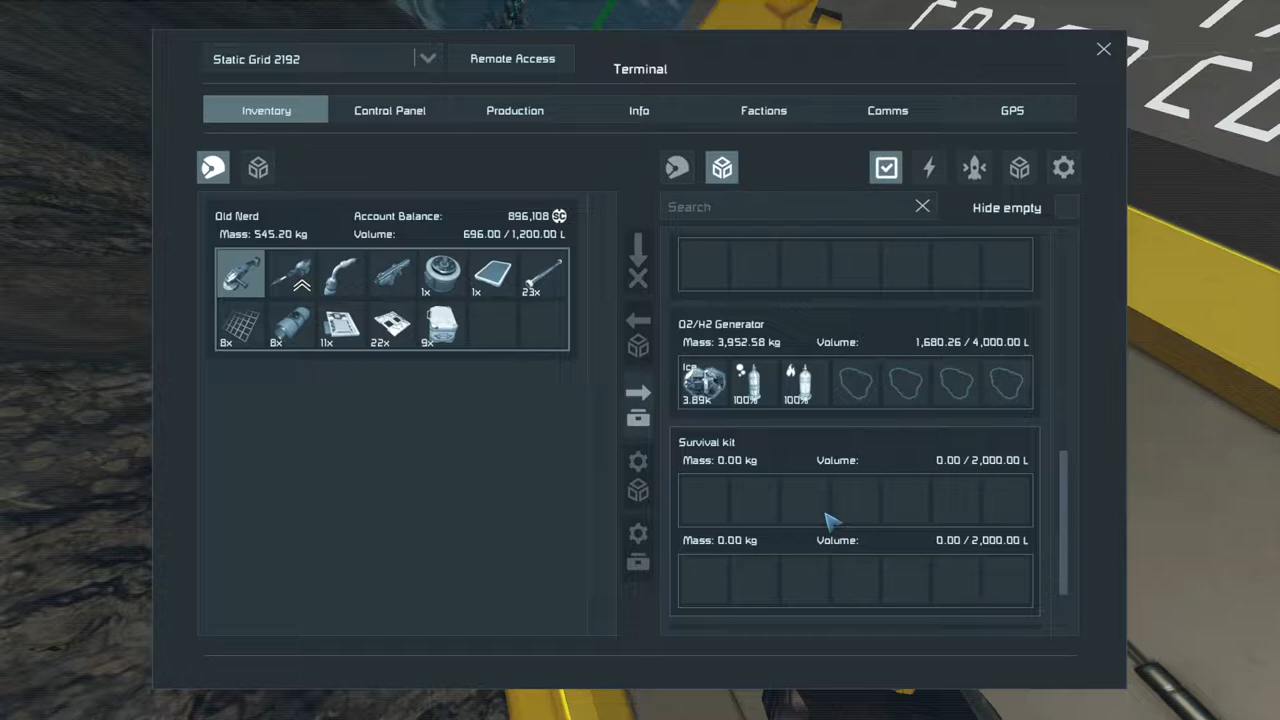 Static Grid 2192
Remote Access
Terminal
Inventory
Control Panel
Production
Info
Factions
Comms
GPS
Old Nerd
Account Balance: 896,108 SC
Mass: 545.20 kg
Volume: 696.00 / 1,200.00 L
1x
1x
23x
8x
8x
11x
22x
9x
Search
Hide empty
O2/H2 Generator
Mass: 3,952.58 kg
Volume: 1,680.26 / 4,000.00 L
Ice
3.89k
100%
100%
Survival kit
Mass: 0.00 kg
Volume: 0.00 / 2,000.00 L
Mass: 0.00 kg
Volume: 0.00 / 2,000.00 L